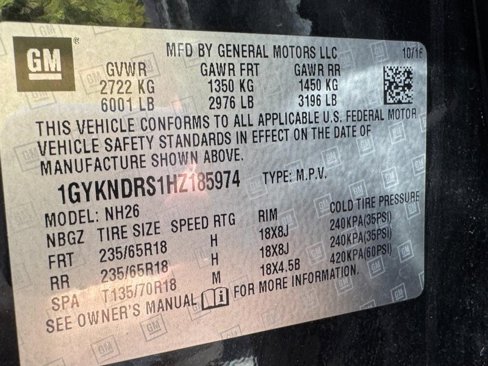 GM
MFD BY GENERAL MOTORS LLC
10/16
GVWR GAWR FRT GAWR RR
2722 KG 1350 KG 1450 KG
6001 LB 2976 LB 3196 LB
THIS VEHICLE CONFORMS TO ALL APPLICABLE U.S. FEDERAL MOTOR
VEHICLE SAFETY STANDARDS IN EFFECT ON THE DATE OF
MANUFACTURE SHOWN ABOVE.
1GYKNDRS1HZ185974 TYPE: M.P.V.
MODEL: NH26
NBGZ TIRE SIZE SPEED RTG RIM COLD TIRE PRESSURE
FRT 235/65R18 H 18X8J 240KPA(35PSI)
RR 235/65R18 H 18X8J 240KPA(35PSI)
SPA T135/70R18 M 18X4.5B 420KPA(60PSI)
SEE OWNER'S MANUAL FOR MORE INFORMATION.